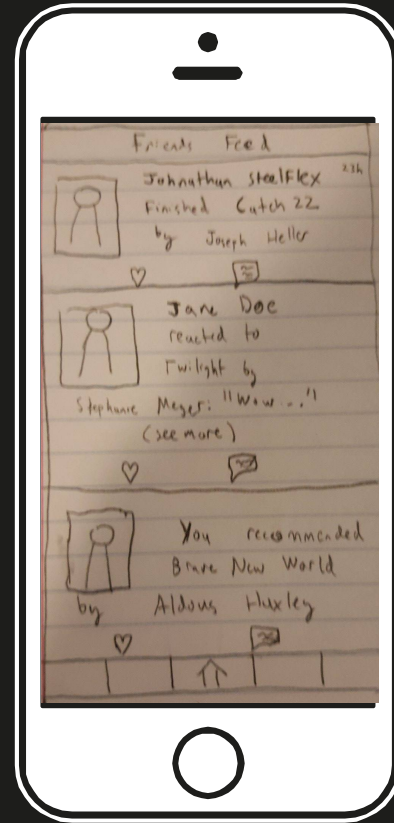 Friends Feed
Johnathan SteelFlex 23h
Finished Catch 22
by Joseph Heller
Jane Doe
reacted to
Twilight by
Stephanie Meyer: "Wow..."
(see more)
You recommended
Brave New World
by Aldous Huxley